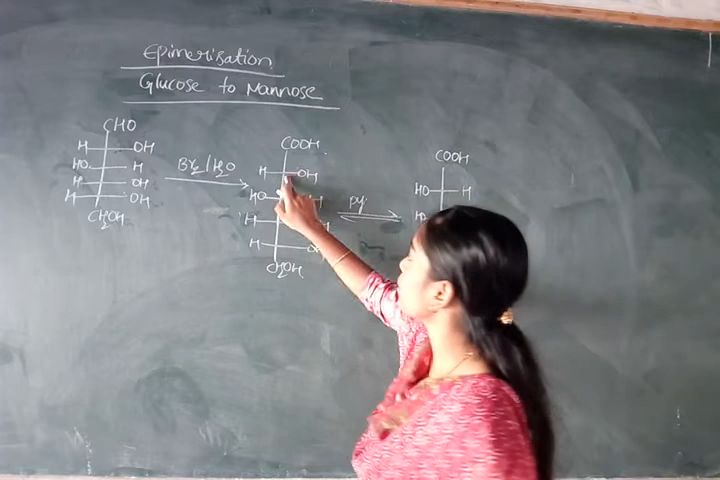 Epimerisation
Glucose to Mannose
CHO
H OH
HO H
H OH
H OH
CH2OH
Br2/H2O
COOH
H OH
HO H
H
H OH
CH2OH
Py
COOH
HO H